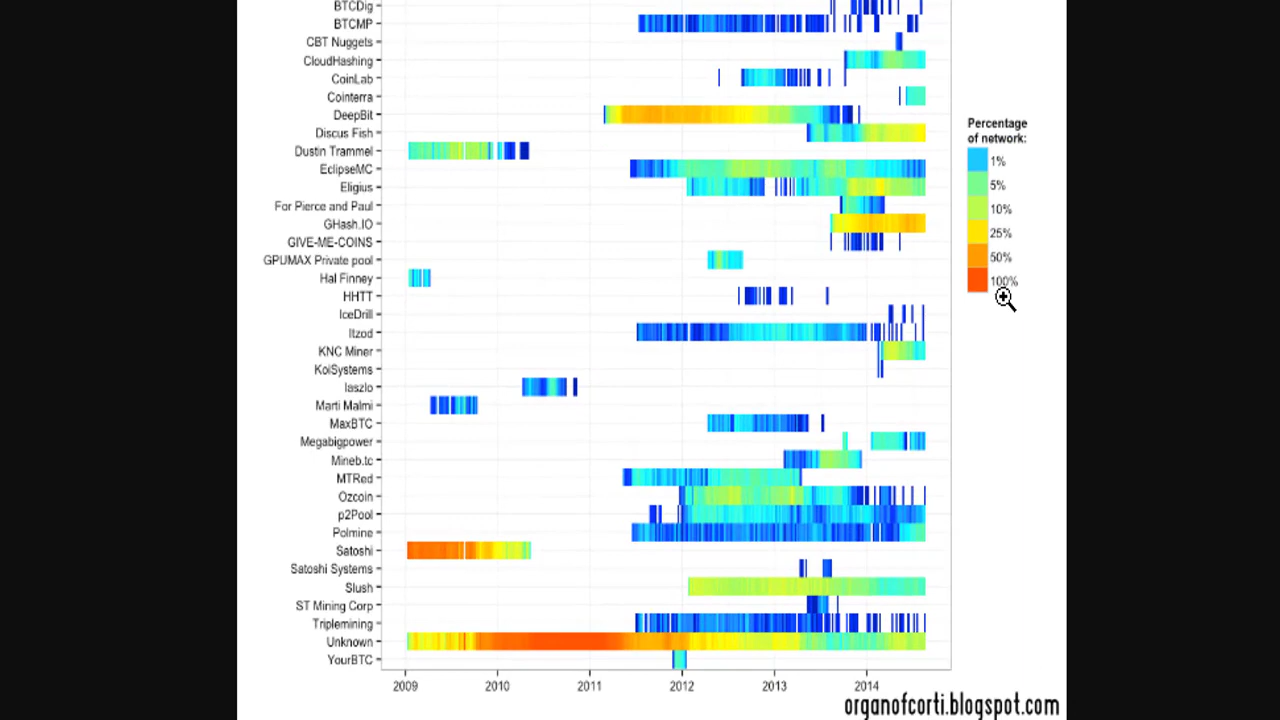 BTCDig
BTCMP
CBT Nuggets
CloudHashing
CoinLab
Cointerra
DeepBit
Discus Fish
Dustin Trammel
EclipseMC
Eligius
For Pierce and Paul
GHash.IO
GIVE-ME-COINS
GPUMAX Private pool
Hal Finney
HHTT
IceDrill
Itzod
KNC Miner
KoiSystems
laszlo
Marti Malmi
MaxBTC
Megabigpower
Mineb.tc
MTRed
Ozcoin
p2Pool
Polmine
Satoshi
Satoshi Systems
Slush
ST Mining Corp
Triplemining
Unknown
YourBTC
2009 2010 2011 2012 2013 2014
Percentage
of network:
1%
5%
10%
25%
50%
100%
organofcorti.blogspot.com